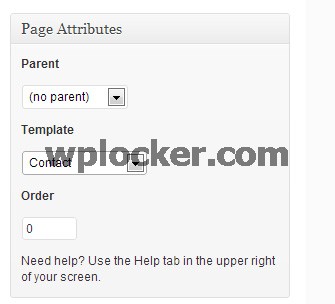 Page Attributes
Parent
(no parent)
Template
Contact
wplocker.com
Order
0
Need help? Use the Help tab in the upper right
of your screen.